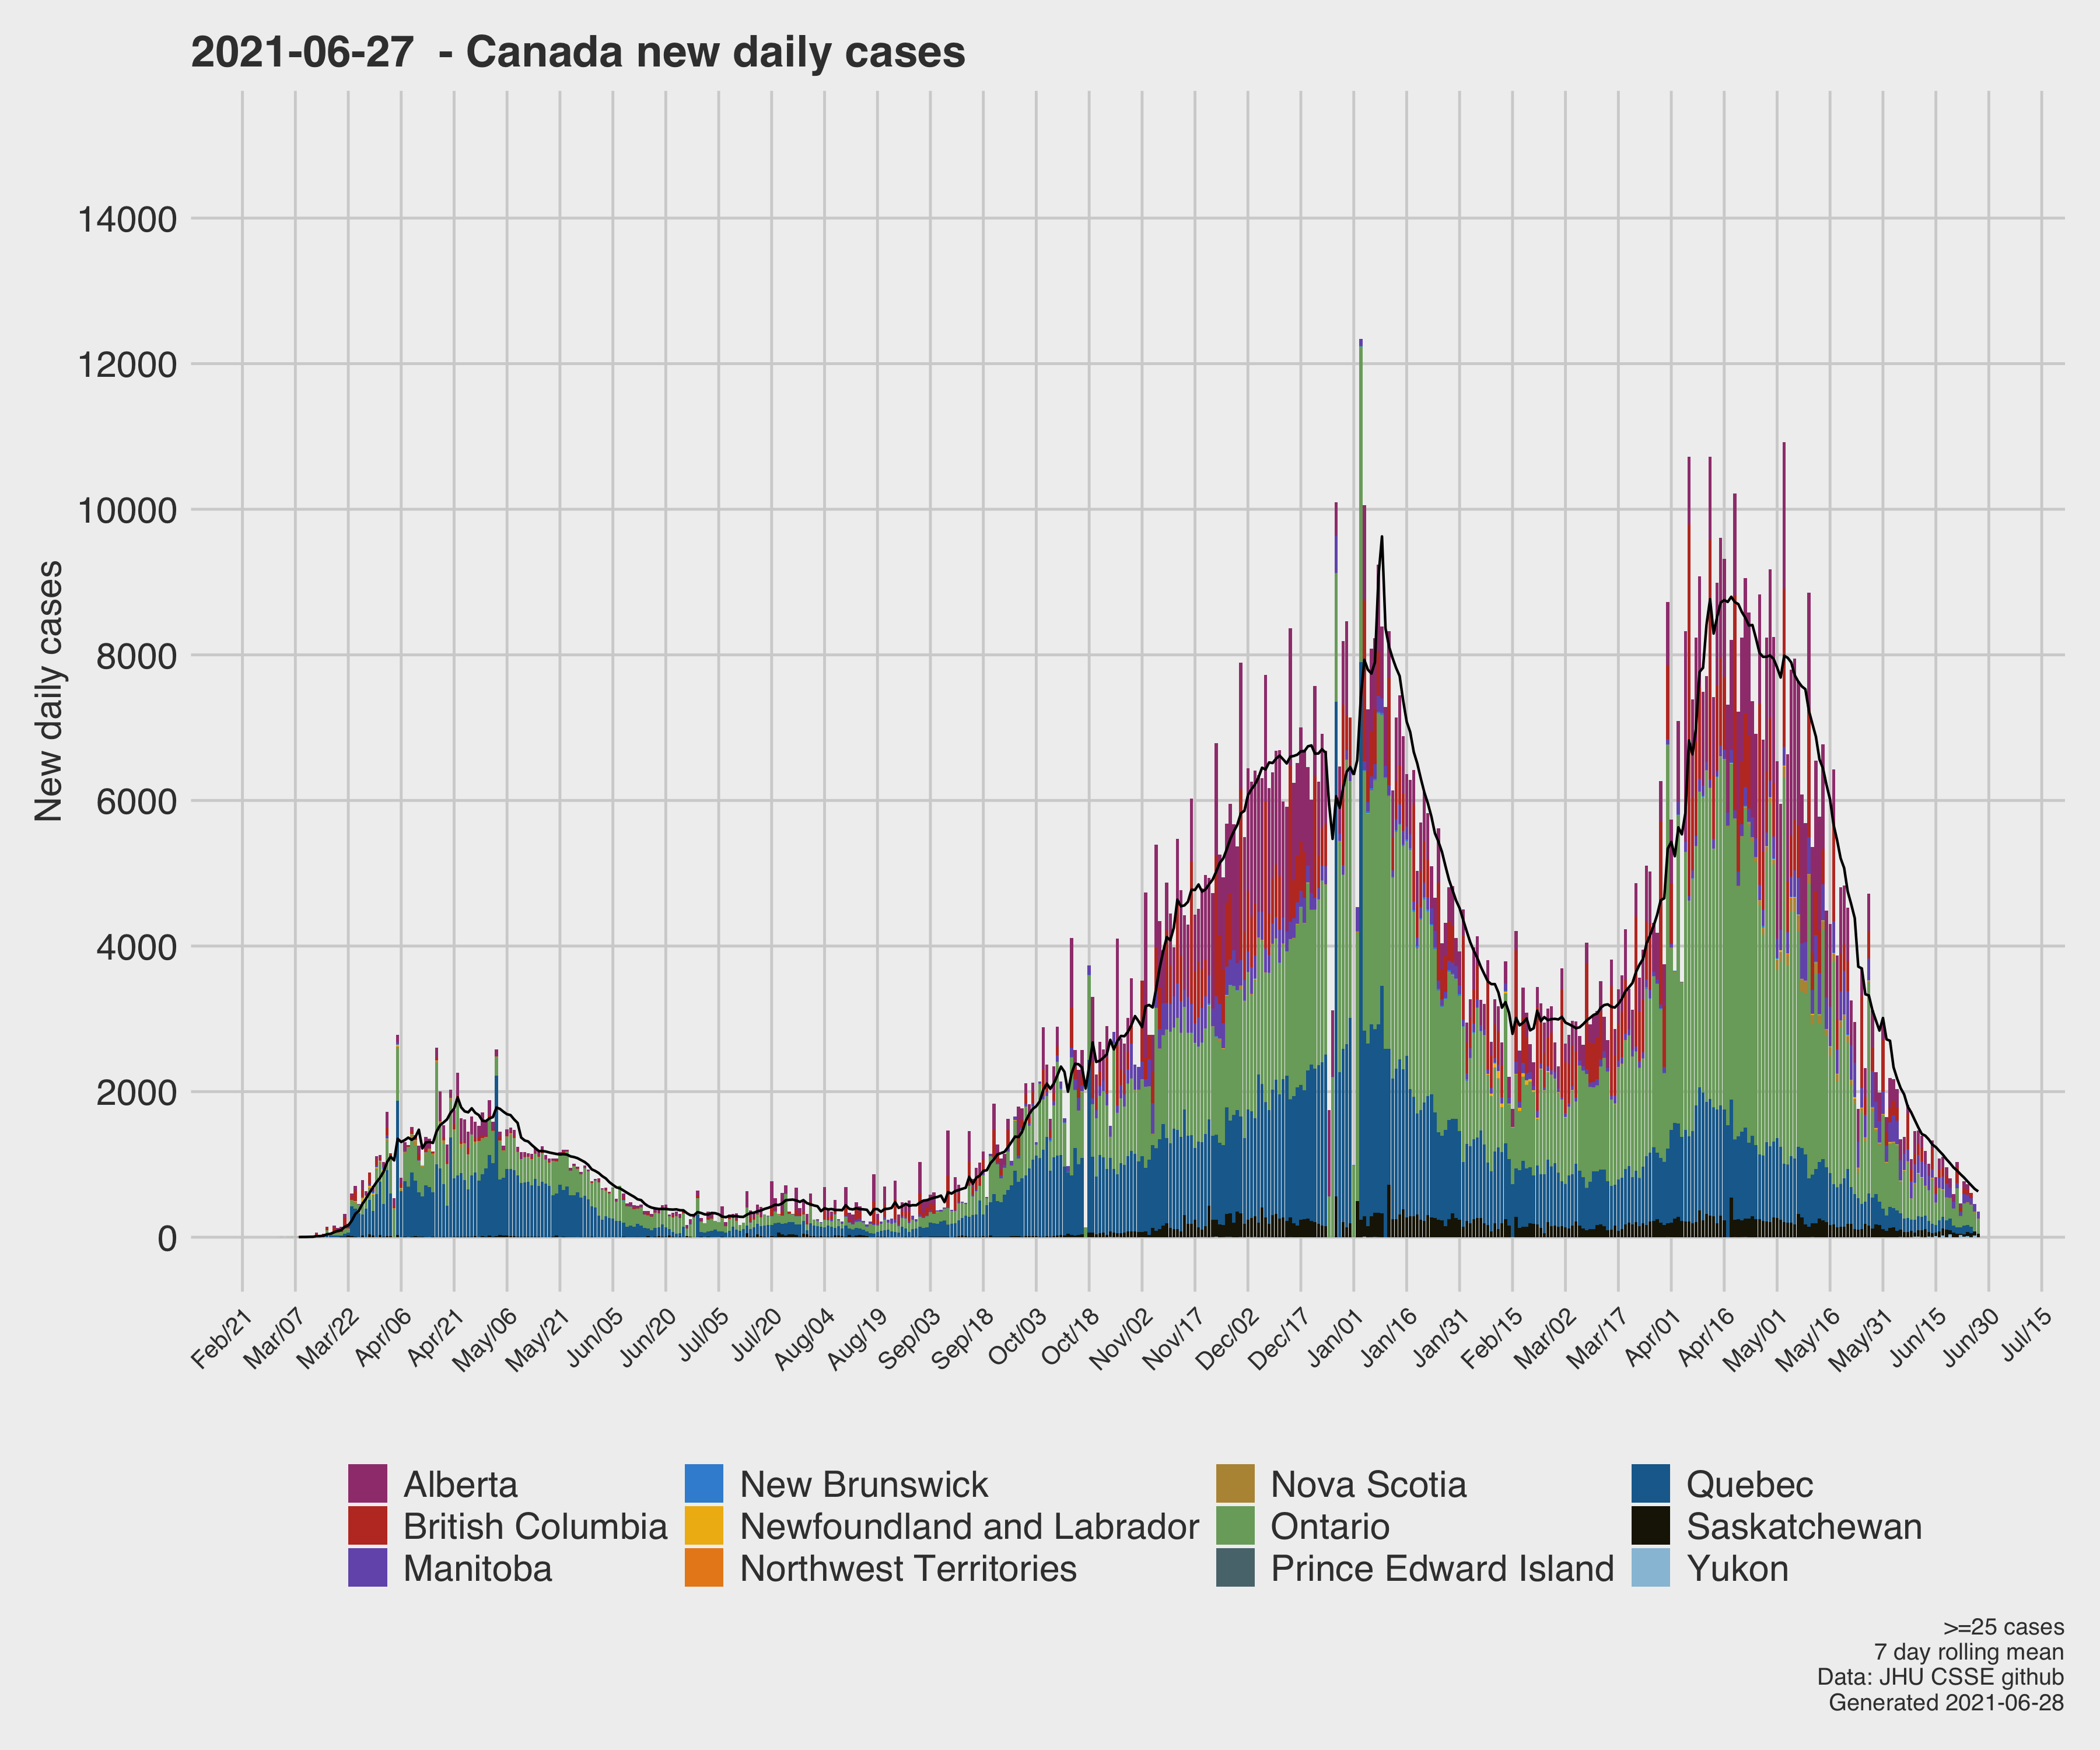 2021-06-27 - Canada new daily cases
New daily cases
14000
12000
10000
8000
6000
4000
2000
0
Feb/21 Mar/07 Mar/22 Apr/06 Apr/21 May/06 May/21 Jun/05 Jun/20 Jul/05 Jul/20 Aug/04 Aug/19 Sep/03 Sep/18 Oct/03 Oct/18 Nov/02 Nov/17 Dec/02 Dec/17 Jan/01 Jan/16 Jan/31 Feb/15 Mar/02 Mar/17 Apr/01 Apr/16 May/01 May/16 May/31 Jun/15 Jun/30 Jul/15
Alberta New Brunswick Nova Scotia Quebec
British Columbia Newfoundland and Labrador Ontario Saskatchewan
Manitoba Northwest Territories Prince Edward Island Yukon
>=25 cases
7 day rolling mean
Data: JHU CSSE github
Generated 2021-06-28